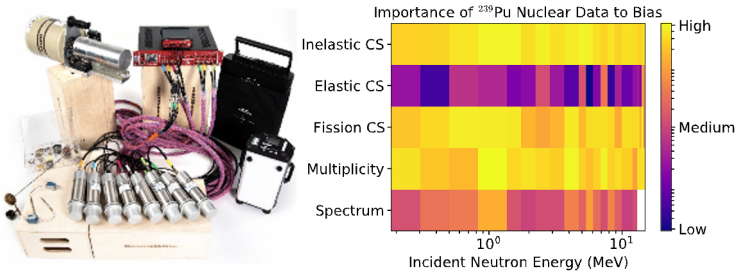 Importance of ²³⁹Pu Nuclear Data to Bias
Inelastic CS
Elastic CS
Fission CS
Multiplicity
Spectrum
High
Medium
Low
10⁰
10¹
Incident Neutron Energy (MeV)